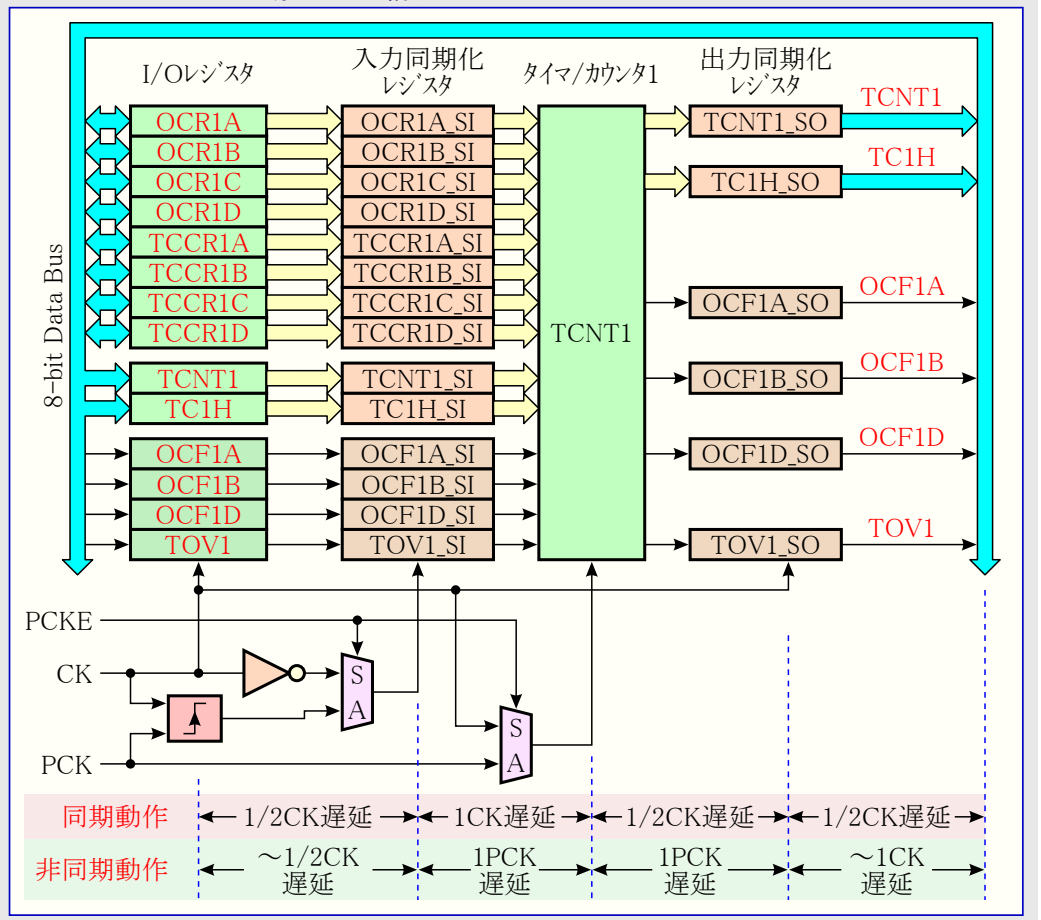 I/Oレジスタ
入力同期化
レジスタ
タイマ/カウンタ1
出力同期化
レジスタ
8-bit Data Bus
OCR1A
OCR1B
OCR1C
OCR1D
TCCR1A
TCCR1B
TCCR1C
TCCR1D
TCNT1
TC1H
OCF1A
OCF1B
OCF1D
TOV1
OCR1A_SI
OCR1B_SI
OCR1C_SI
OCR1D_SI
TCCR1A_SI
TCCR1B_SI
TCCR1C_SI
TCCR1D_SI
TCNT1_SI
TC1H_SI
OCF1A_SI
OCF1B_SI
OCF1D_SI
TOV1_SI
TCNT1
TCNT1_SO
TC1H_SO
OCF1A_SO
OCF1B_SO
OCF1D_SO
TOV1_SO
TCNT1
TC1H
OCF1A
OCF1B
OCF1D
TOV1
PCKE
CK
PCK
S
A
S
A
同期動作 1/2CK遅延 1CK遅延 1/2CK遅延 1/2CK遅延
非同期動作
～1/2CK
遅延
1PCK
遅延
1PCK
遅延
～1CK
遅延